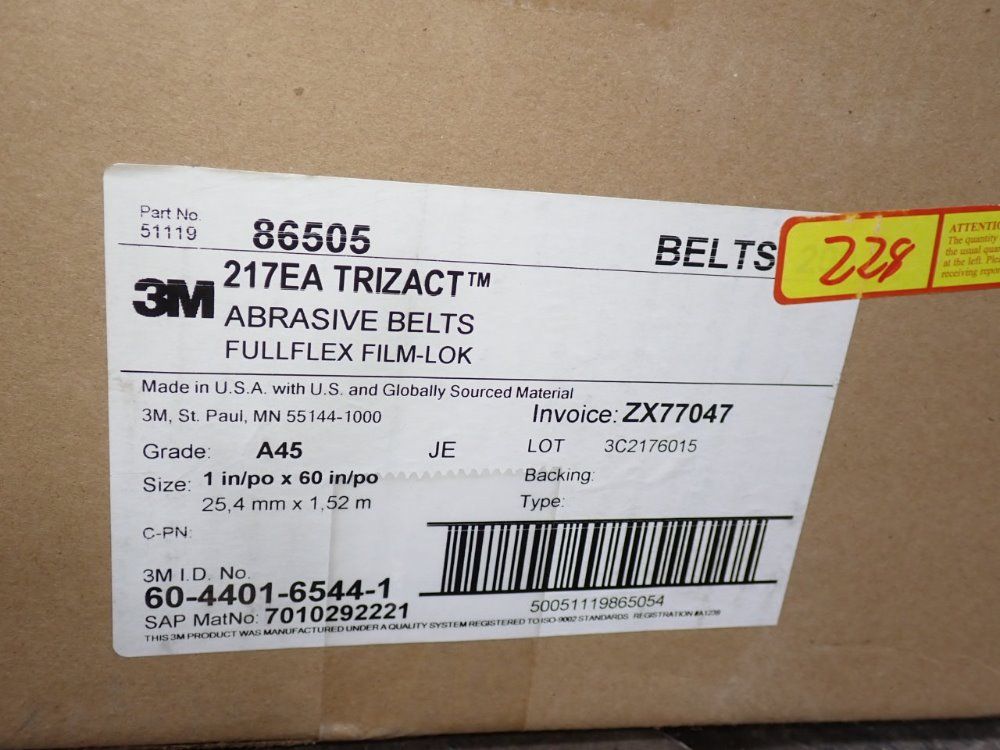 Part No.
51119 86505 BELTS
3M 217EA TRIZACT™
ABRASIVE BELTS
FULLFLEX FILM-LOK
Made in U.S.A. with U.S. and Globally Sourced Material
3M, St. Paul, MN 55144-1000 Invoice: ZX77047
Grade: A45 JE LOT 3C2176015
Size: 1 in/po x 60 in/po Backing:
25,4 mm x 1,52 m Type:
C-PN:
3M I.D. No.
60-4401-6544-1
SAP MatNo: 7010292221
50051119865054
THIS 3M PRODUCT WAS MANUFACTURED UNDER A QUALITY SYSTEM REGISTERED TO ISO-9002 STANDARDS REGISTRATION #A1238
228
The quantity
the usual
at the left.
receiving